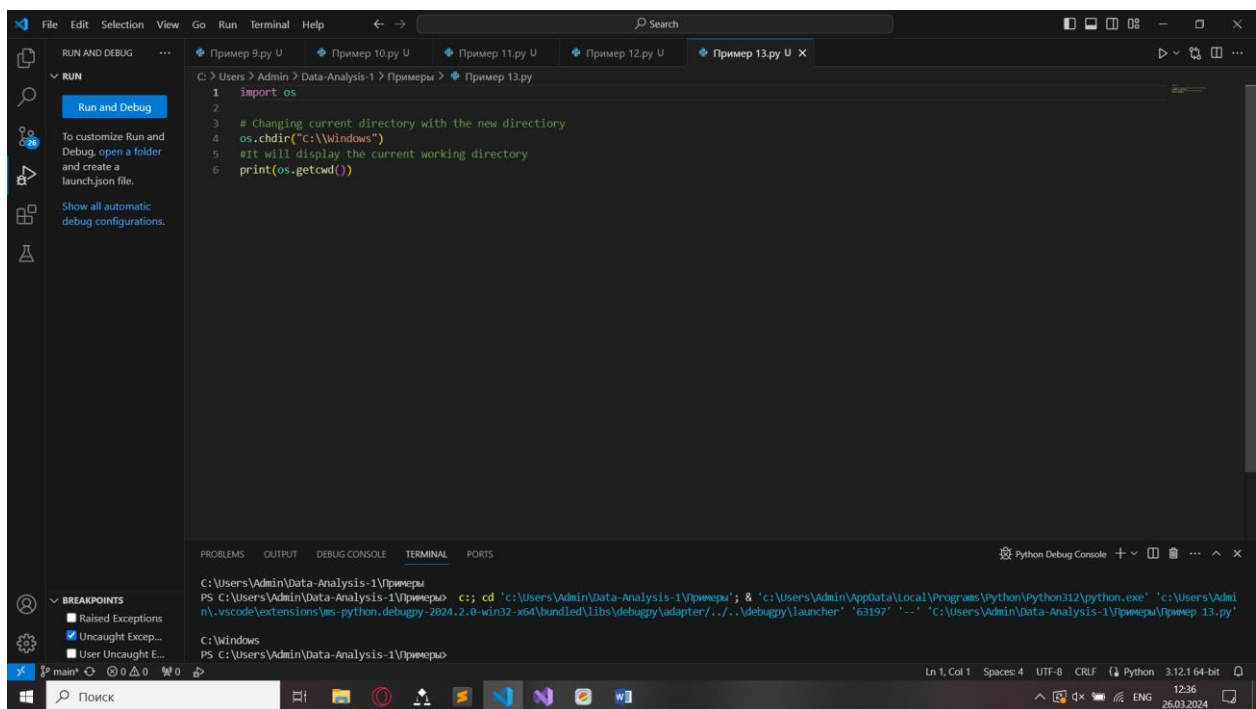 File Edit Selection View Go Run Terminal Help Search
RUN AND DEBUG ... Пример 9.py U Пример 10.py U Пример 11.py U Пример 12.py U Пример 13.py U
RUN
C: > Users > Admin > Data-Analysis-1 > Примеры > Пример 13.py
Run and Debug
To customize Run and
Debug, open a folder
and create a
launch.json file.
Show all automatic
debug configurations.
26
1 import os
2
3 # Changing current directory with the new directiory
4 os.chdir("C:\\Windows")
5 #It will display the current working directory
6 print(os.getcwd())
PROBLEMS OUTPUT DEBUG CONSOLE TERMINAL PORTS Python Debug Console
C:\Users\Admin\Data-Analysis-1\Примеры
PS C:\Users\Admin\Data-Analysis-1\Примеры> c:; cd 'c:\Users\Admin\Data-Analysis-1\Примеры'; & 'c:\Users\Admin\AppData\Local\Programs\Python\Python312\python.exe' 'c:\Users\Admi
n\.vscode\extensions\ms-python.debugpy-2024.2.0-win32-x64\bundled\libs\debugpy\adapter/../..\debugpy\launcher' '63197' '--' 'C:\Users\Admin\Data-Analysis-1\Примеры\Пример 13.py'
C:\Windows
PS C:\Users\Admin\Data-Analysis-1\Примеры>
BREAKPOINTS
Raised Exceptions
Uncaught Excep...
User Uncaught E...
main* 0 0 0 Ln 1, Col 1 Spaces: 4 UTF-8 CRLF Python 3.12.1 64-bit
Поиск ENG 12:36
26.03.2024